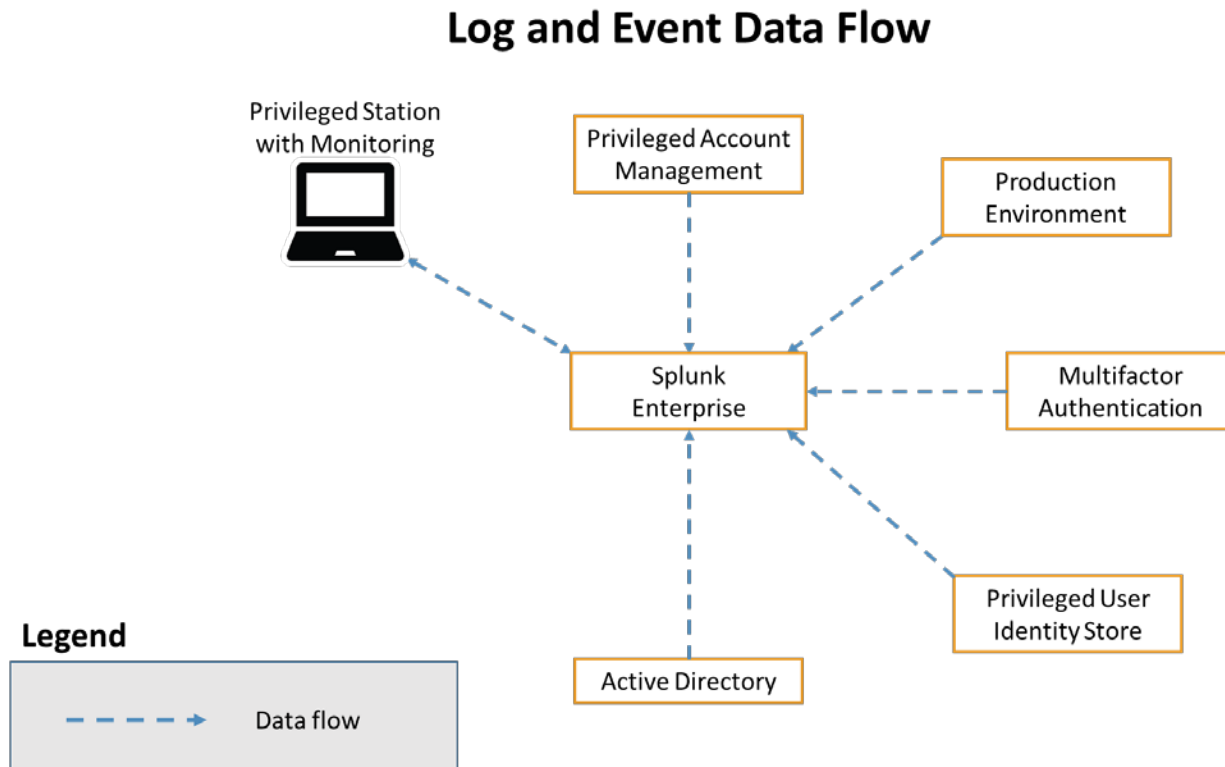 Log and Event Data Flow
Privileged Station
with Monitoring
Privileged Account
Management
Production
Environment
Splunk
Enterprise
Multifactor
Authentication
Privileged User
Identity Store
Active Directory
Legend
Data flow